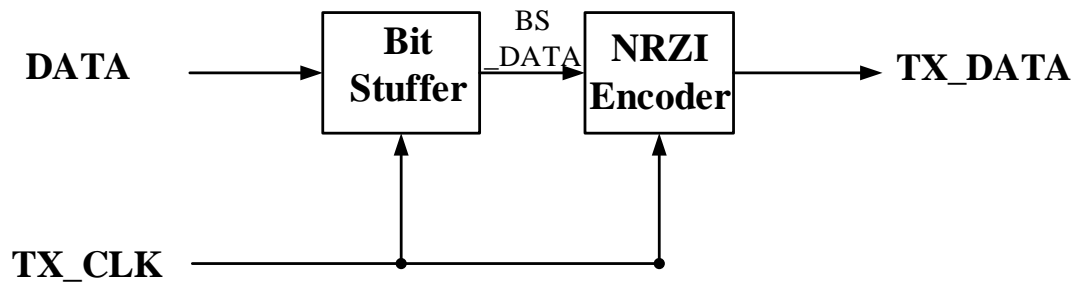 DATA
Bit
Stuffer
BS
_DATA
NRZI
Encoder
TX_DATA
TX_CLK